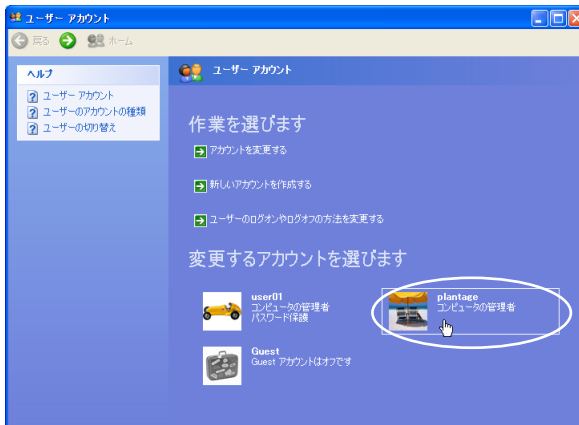 ユーザー アカウント
戻る
ホーム
ヘルプ
ユーザー アカウント
ユーザーのアカウントの種類
ユーザーの切り替え
ユーザー アカウント
作業を選びます
アカウントを変更する
新しいアカウントを作成する
ユーザーのログオンやログオフの方法を変更する
変更するアカウントを選びます
user01
コンピュータの管理者
パスワード保護
plantage
コンピュータの管理者
Guest
Guest アカウントはオフです